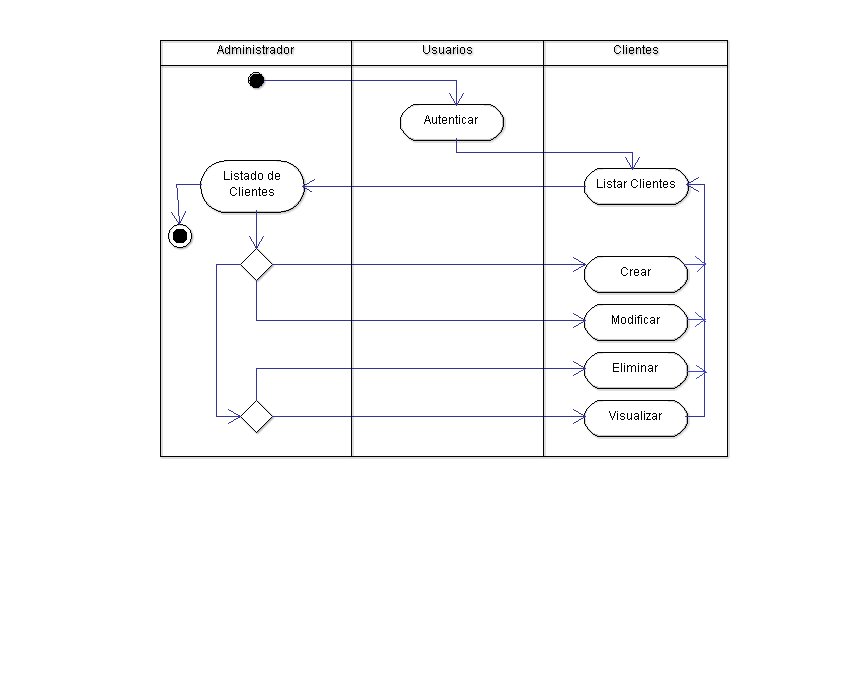 Administrador
Usuarios
Clientes
Autenticar
Listado de
Clientes
Listar Clientes
Crear
Modificar
Eliminar
Visualizar